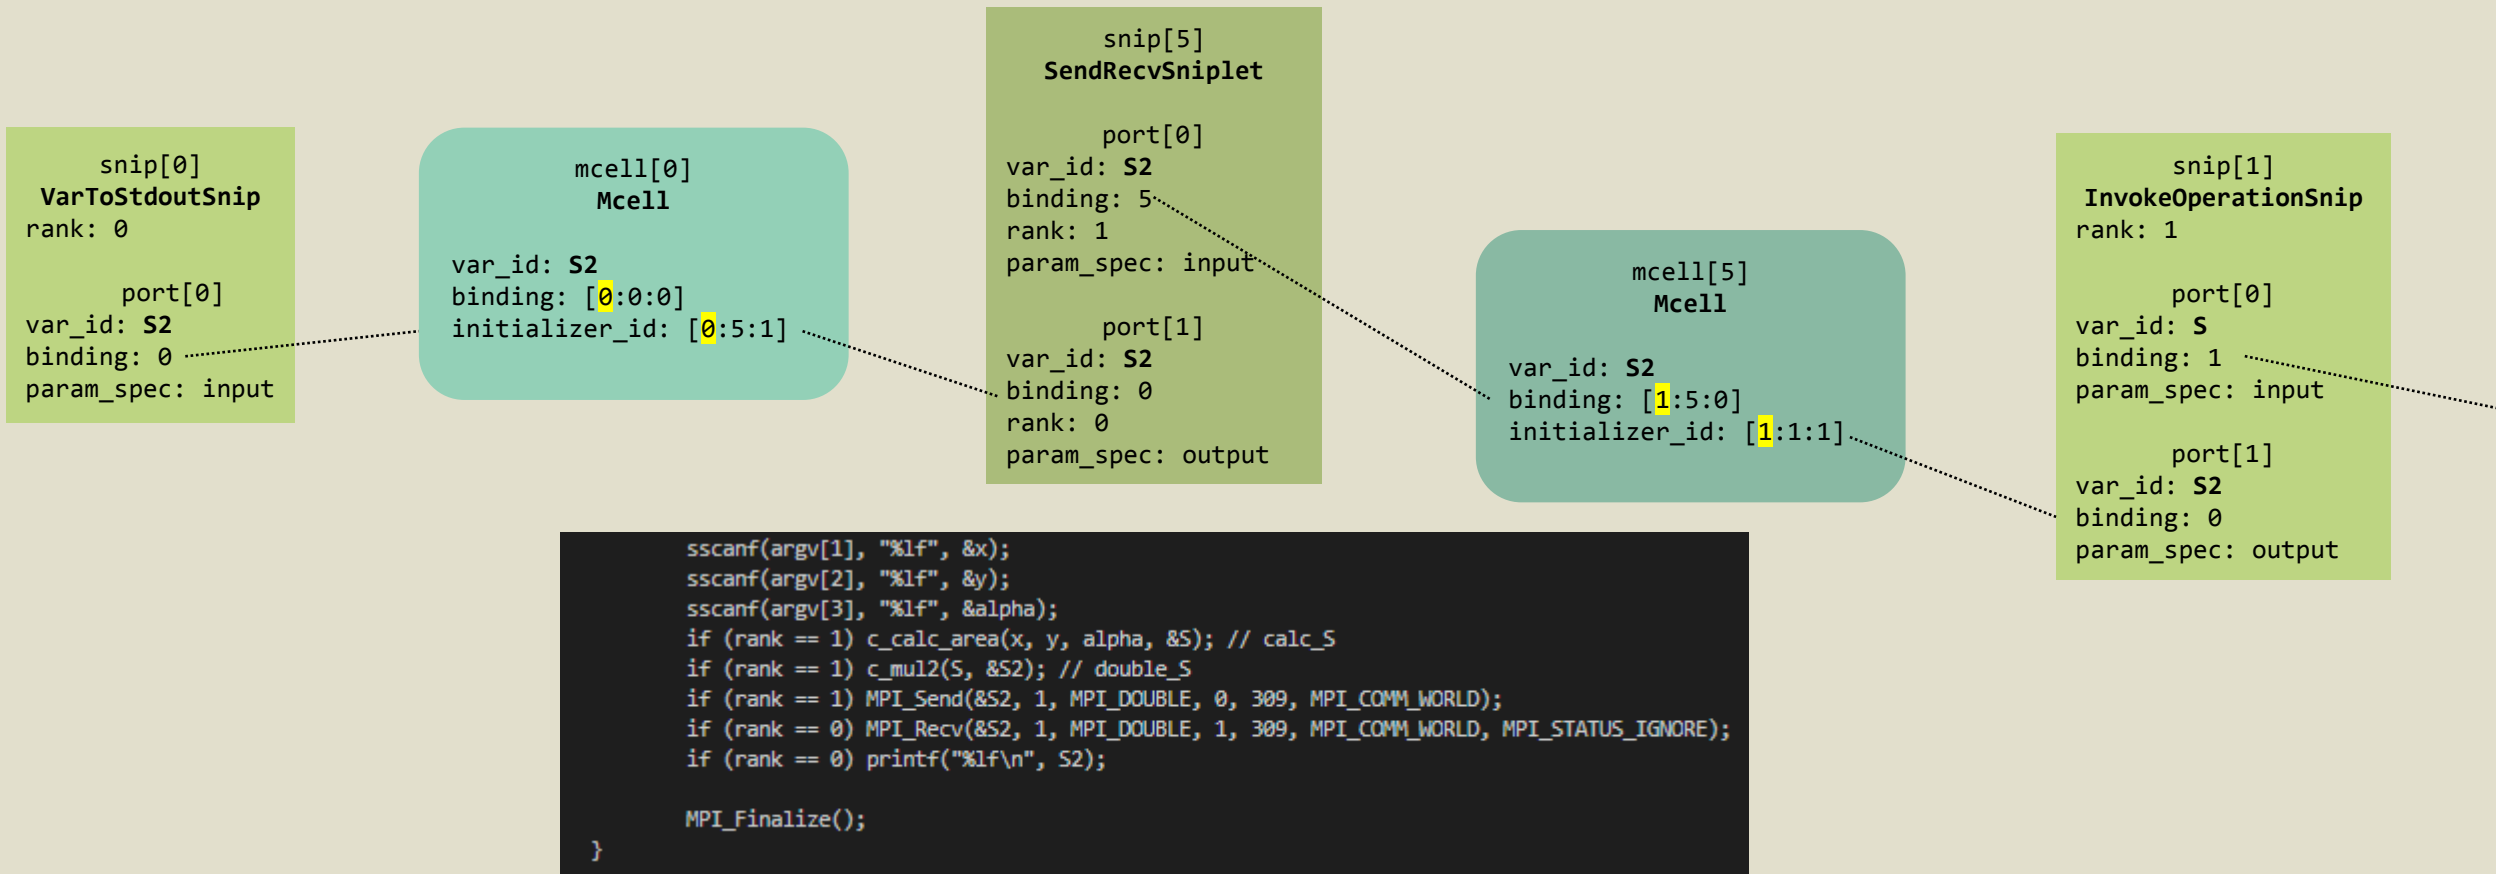 snip[0]
VarToStdoutSnip
rank: 0
port[0]
var_id: S2
binding: 0
param_spec: input
mcell[0]
Mcell
var_id: S2
binding: [0:0:0]
initializer_id: [0:5:1]
snip[5]
SendRecvSniplet
port[0]
var_id: S2
binding: 5
rank: 1
param_spec: input
port[1]
var_id: S2
binding: 0
rank: 0
param_spec: output
mcell[5]
Mcell
var_id: S2
binding: [1:5:0]
initializer_id: [1:1:1]
snip[1]
InvokeOperationSnip
rank: 1
port[0]
var_id: S
binding: 1
param_spec: input
port[1]
var_id: S2
binding: 0
param_spec: output
sscanf(argv[1], "%lf", &x);
sscanf(argv[2], "%lf", &y);
sscanf(argv[3], "%lf", &alpha);
if (rank == 1) c_calc_area(x, y, alpha, &S); // calc_S
if (rank == 1) c_mul2(S, &S2); // double_S
if (rank == 1) MPI_Send(&S2, 1, MPI_DOUBLE, 0, 309, MPI_COMM_WORLD);
if (rank == 0) MPI_Recv(&S2, 1, MPI_DOUBLE, 1, 309, MPI_COMM_WORLD, MPI_STATUS_IGNORE);
if (rank == 0) printf("%lf\n", S2);
MPI_Finalize();
}